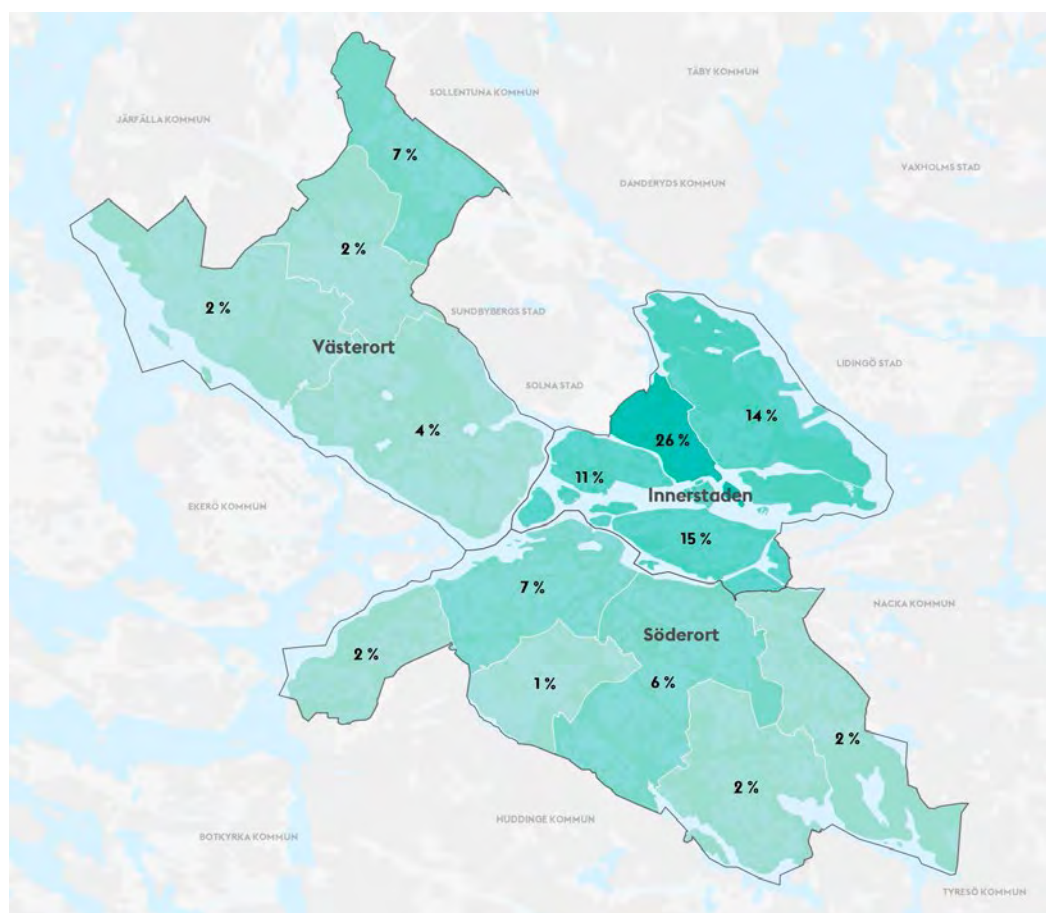 TÄBY KOMMUN
SOLLENTUNA KOMMUN
JÄRFÄLLA KOMMUN
7 %
VAXHOLMS STAD
DANDERYDS KOMMUN
2 %
2 %
SUNDBYBERGS STAD
Västerort
LIDINGÖ STAD
SOLNA STAD
14 %
4 %
26 %
11 %
Innerstaden
EKERÖ KOMMUN
15 %
7 %
NACKA KOMMUN
Söderort
2 %
1 %
6 %
2 %
2 %
HUDDINGE KOMMUN
BOTKYRKA KOMMUN
TYRESÖ KOMMUN